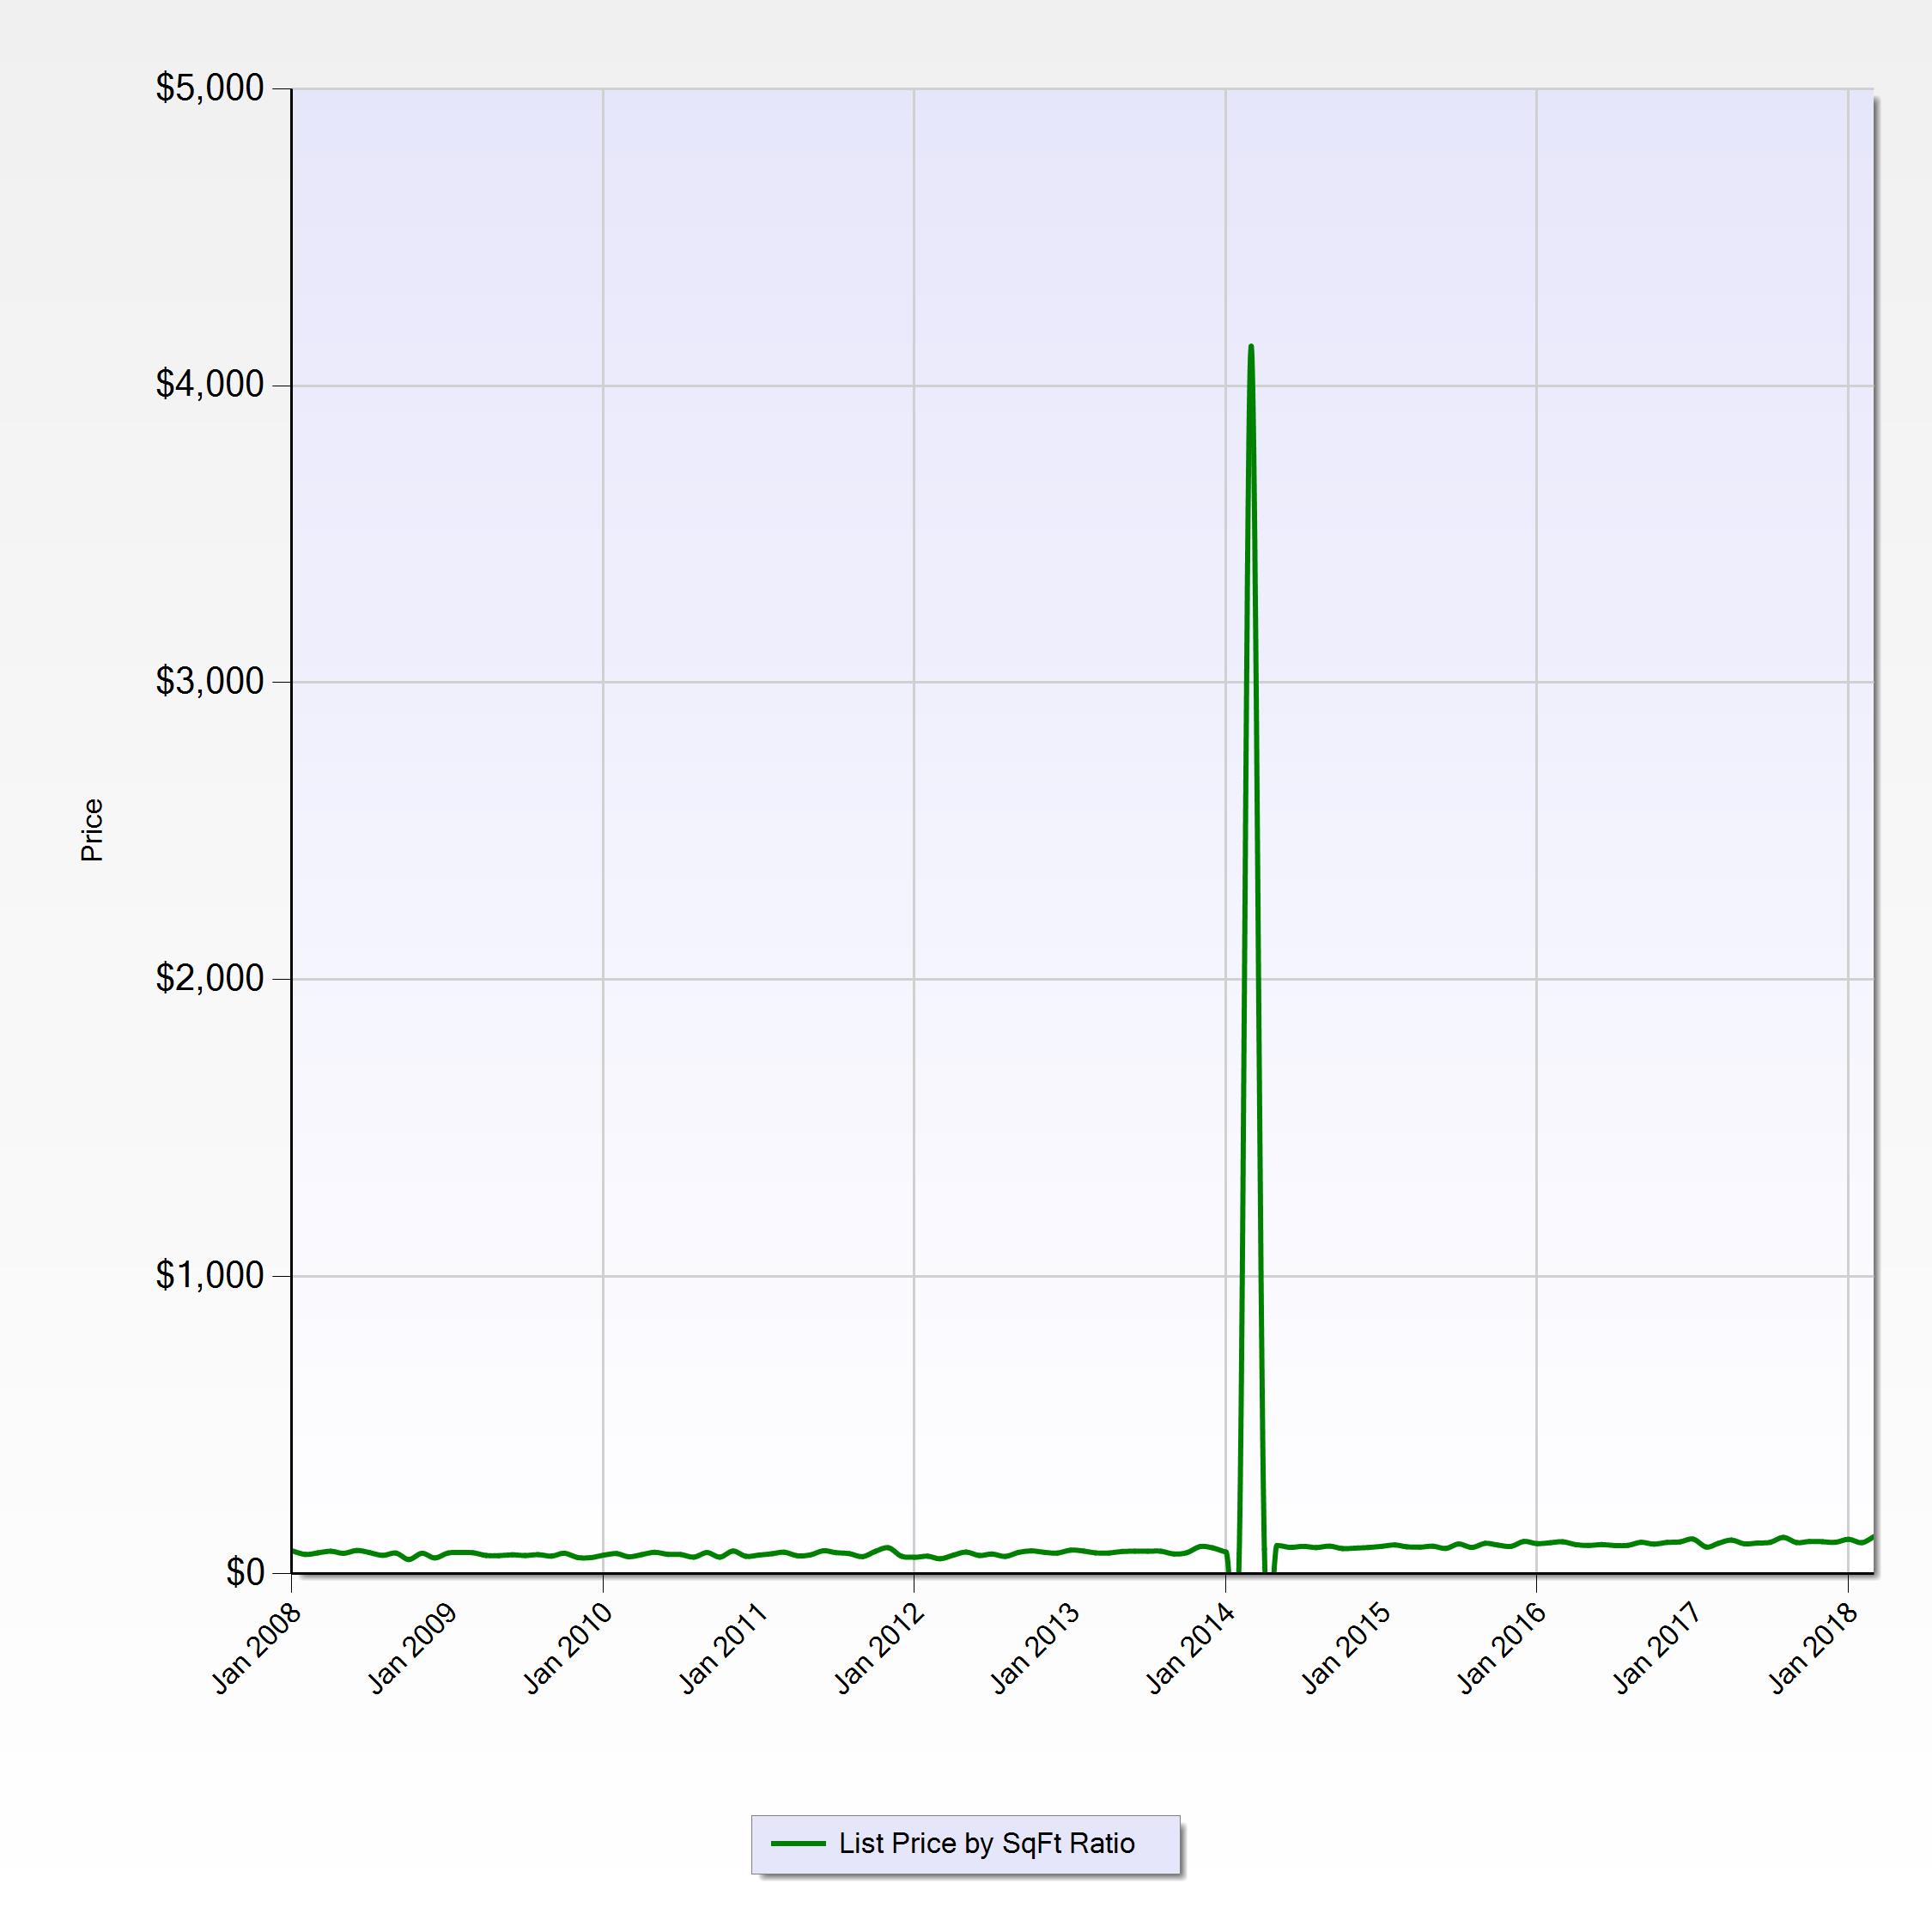 $5,000
$4,000
$3,000
$2,000
$1,000
$0
Price
Jan 2008
Jan 2009
Jan 2010
Jan 2011
Jan 2012
Jan 2013
Jan 2014
Jan 2015
Jan 2016
Jan 2017
Jan 2018
List Price by SqFt Ratio